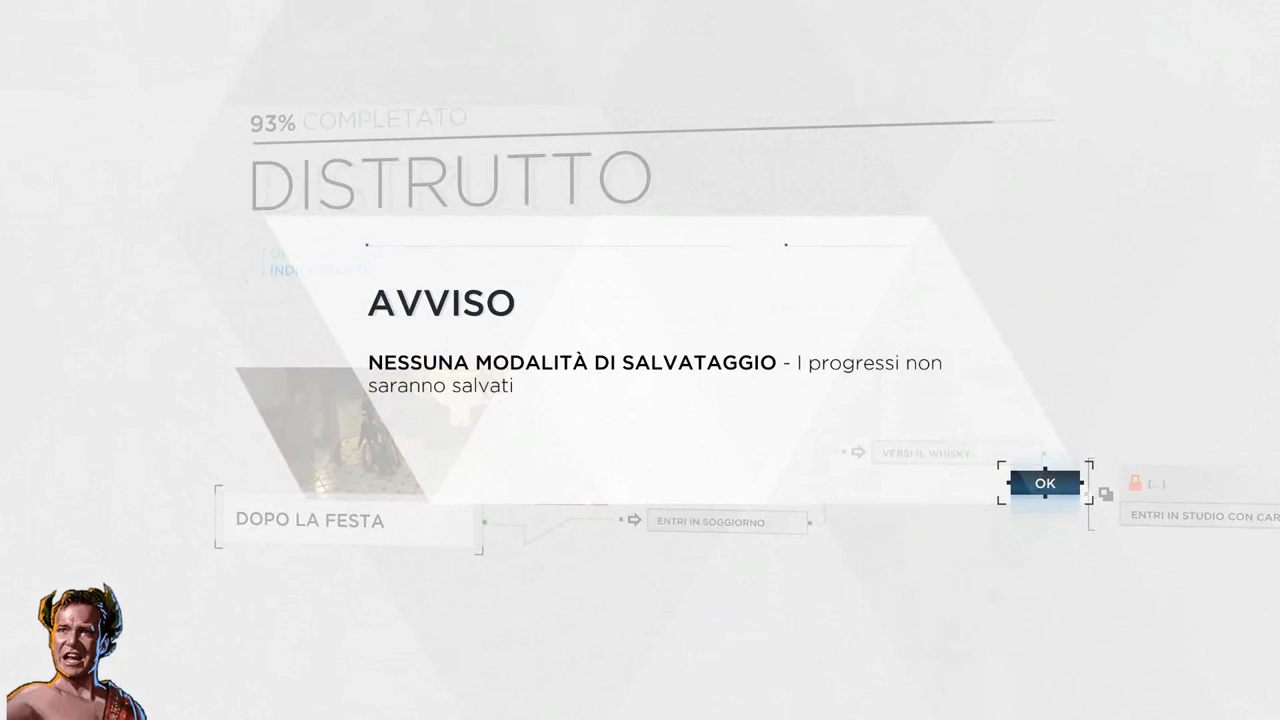 93% COMPLETATO
DISTRUTTO
AVVISO
NESSUNA MODALITÀ DI SALVATAGGIO - I progressi non
saranno salvati
VERSI IL WHISKY
OK
[...]
DOPO LA FESTA
ENTRI IN SOGGIORNO
ENTRI IN STUDIO CON CAR